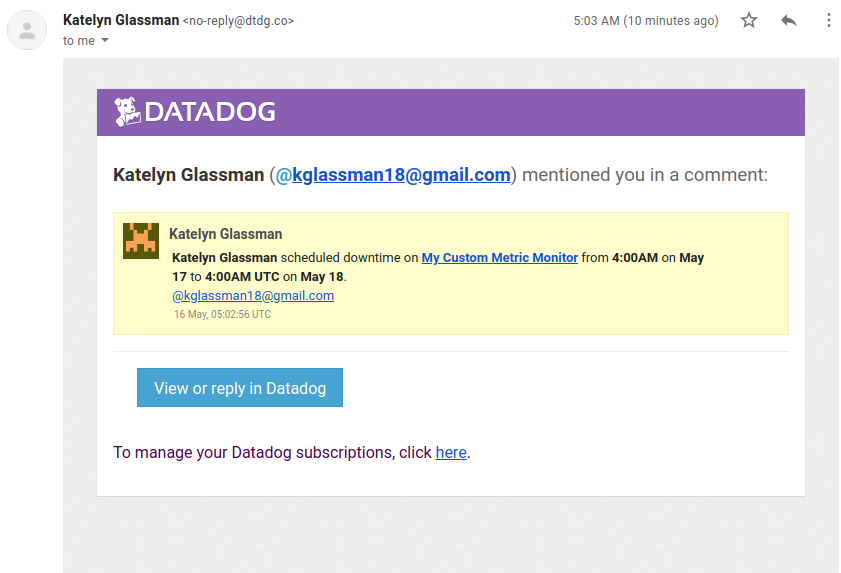 Katelyn Glassman <no-reply@dtdg.co>
5:03 AM (10 minutes ago)
to me
DATADOG
Katelyn Glassman (@kglassman18@gmail.com) mentioned you in a comment:
Katelyn Glassman
Katelyn Glassman scheduled downtime on My Custom Metric Monitor from 4:00AM on May
17 to 4:00AM UTC on May 18.
@kglassman18@gmail.com
16 May, 05:02:56 UTC
View or reply in Datadog
To manage your Datadog subscriptions, click here.